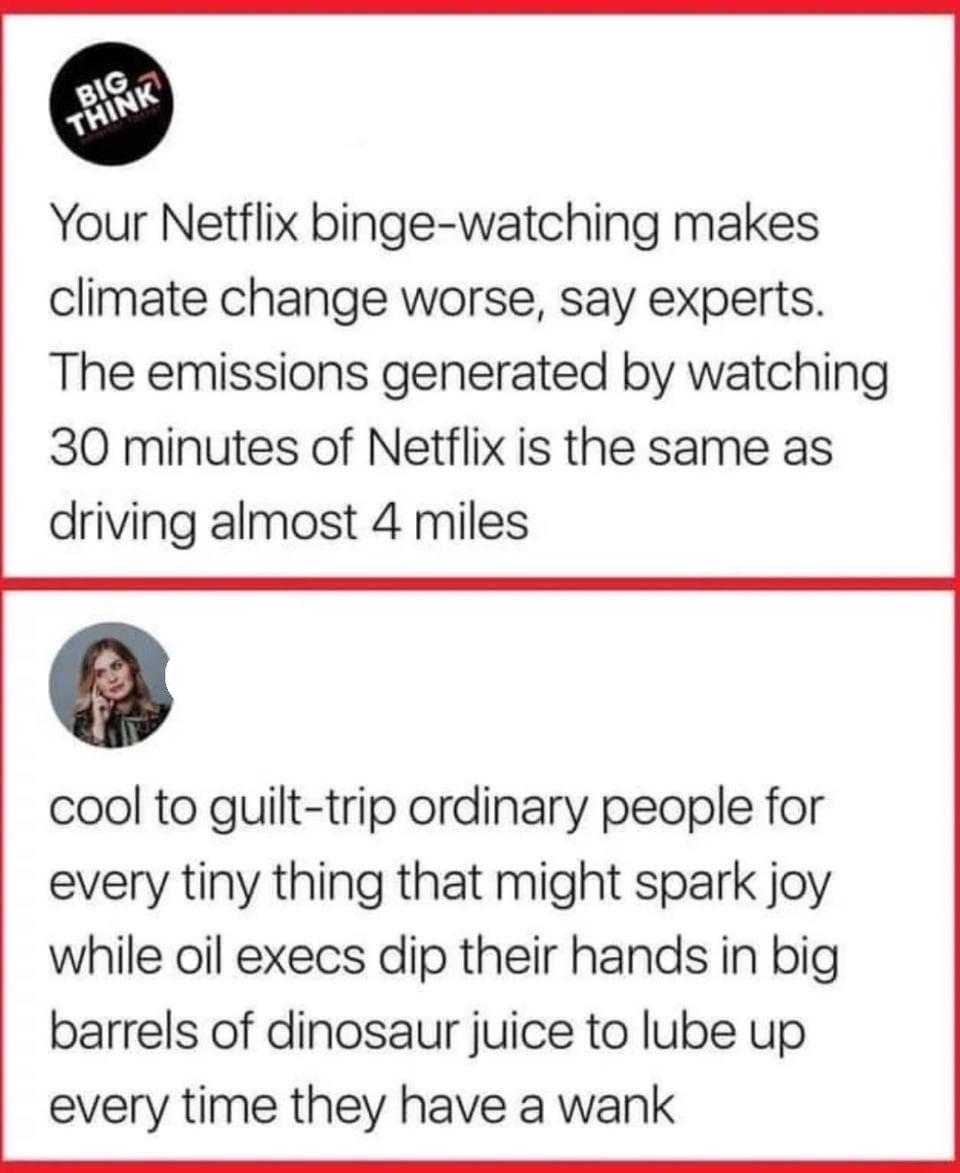 BIG
THINK
Your Netflix binge-watching makes
climate change worse, say experts.
The emissions generated by watching
30 minutes of Netflix is the same as
driving almost 4 miles
cool to guilt-trip ordinary people for
every tiny thing that might spark joy
while oil execs dip their hands in big
barrels of dinosaur juice to lube up
every time they have a wank